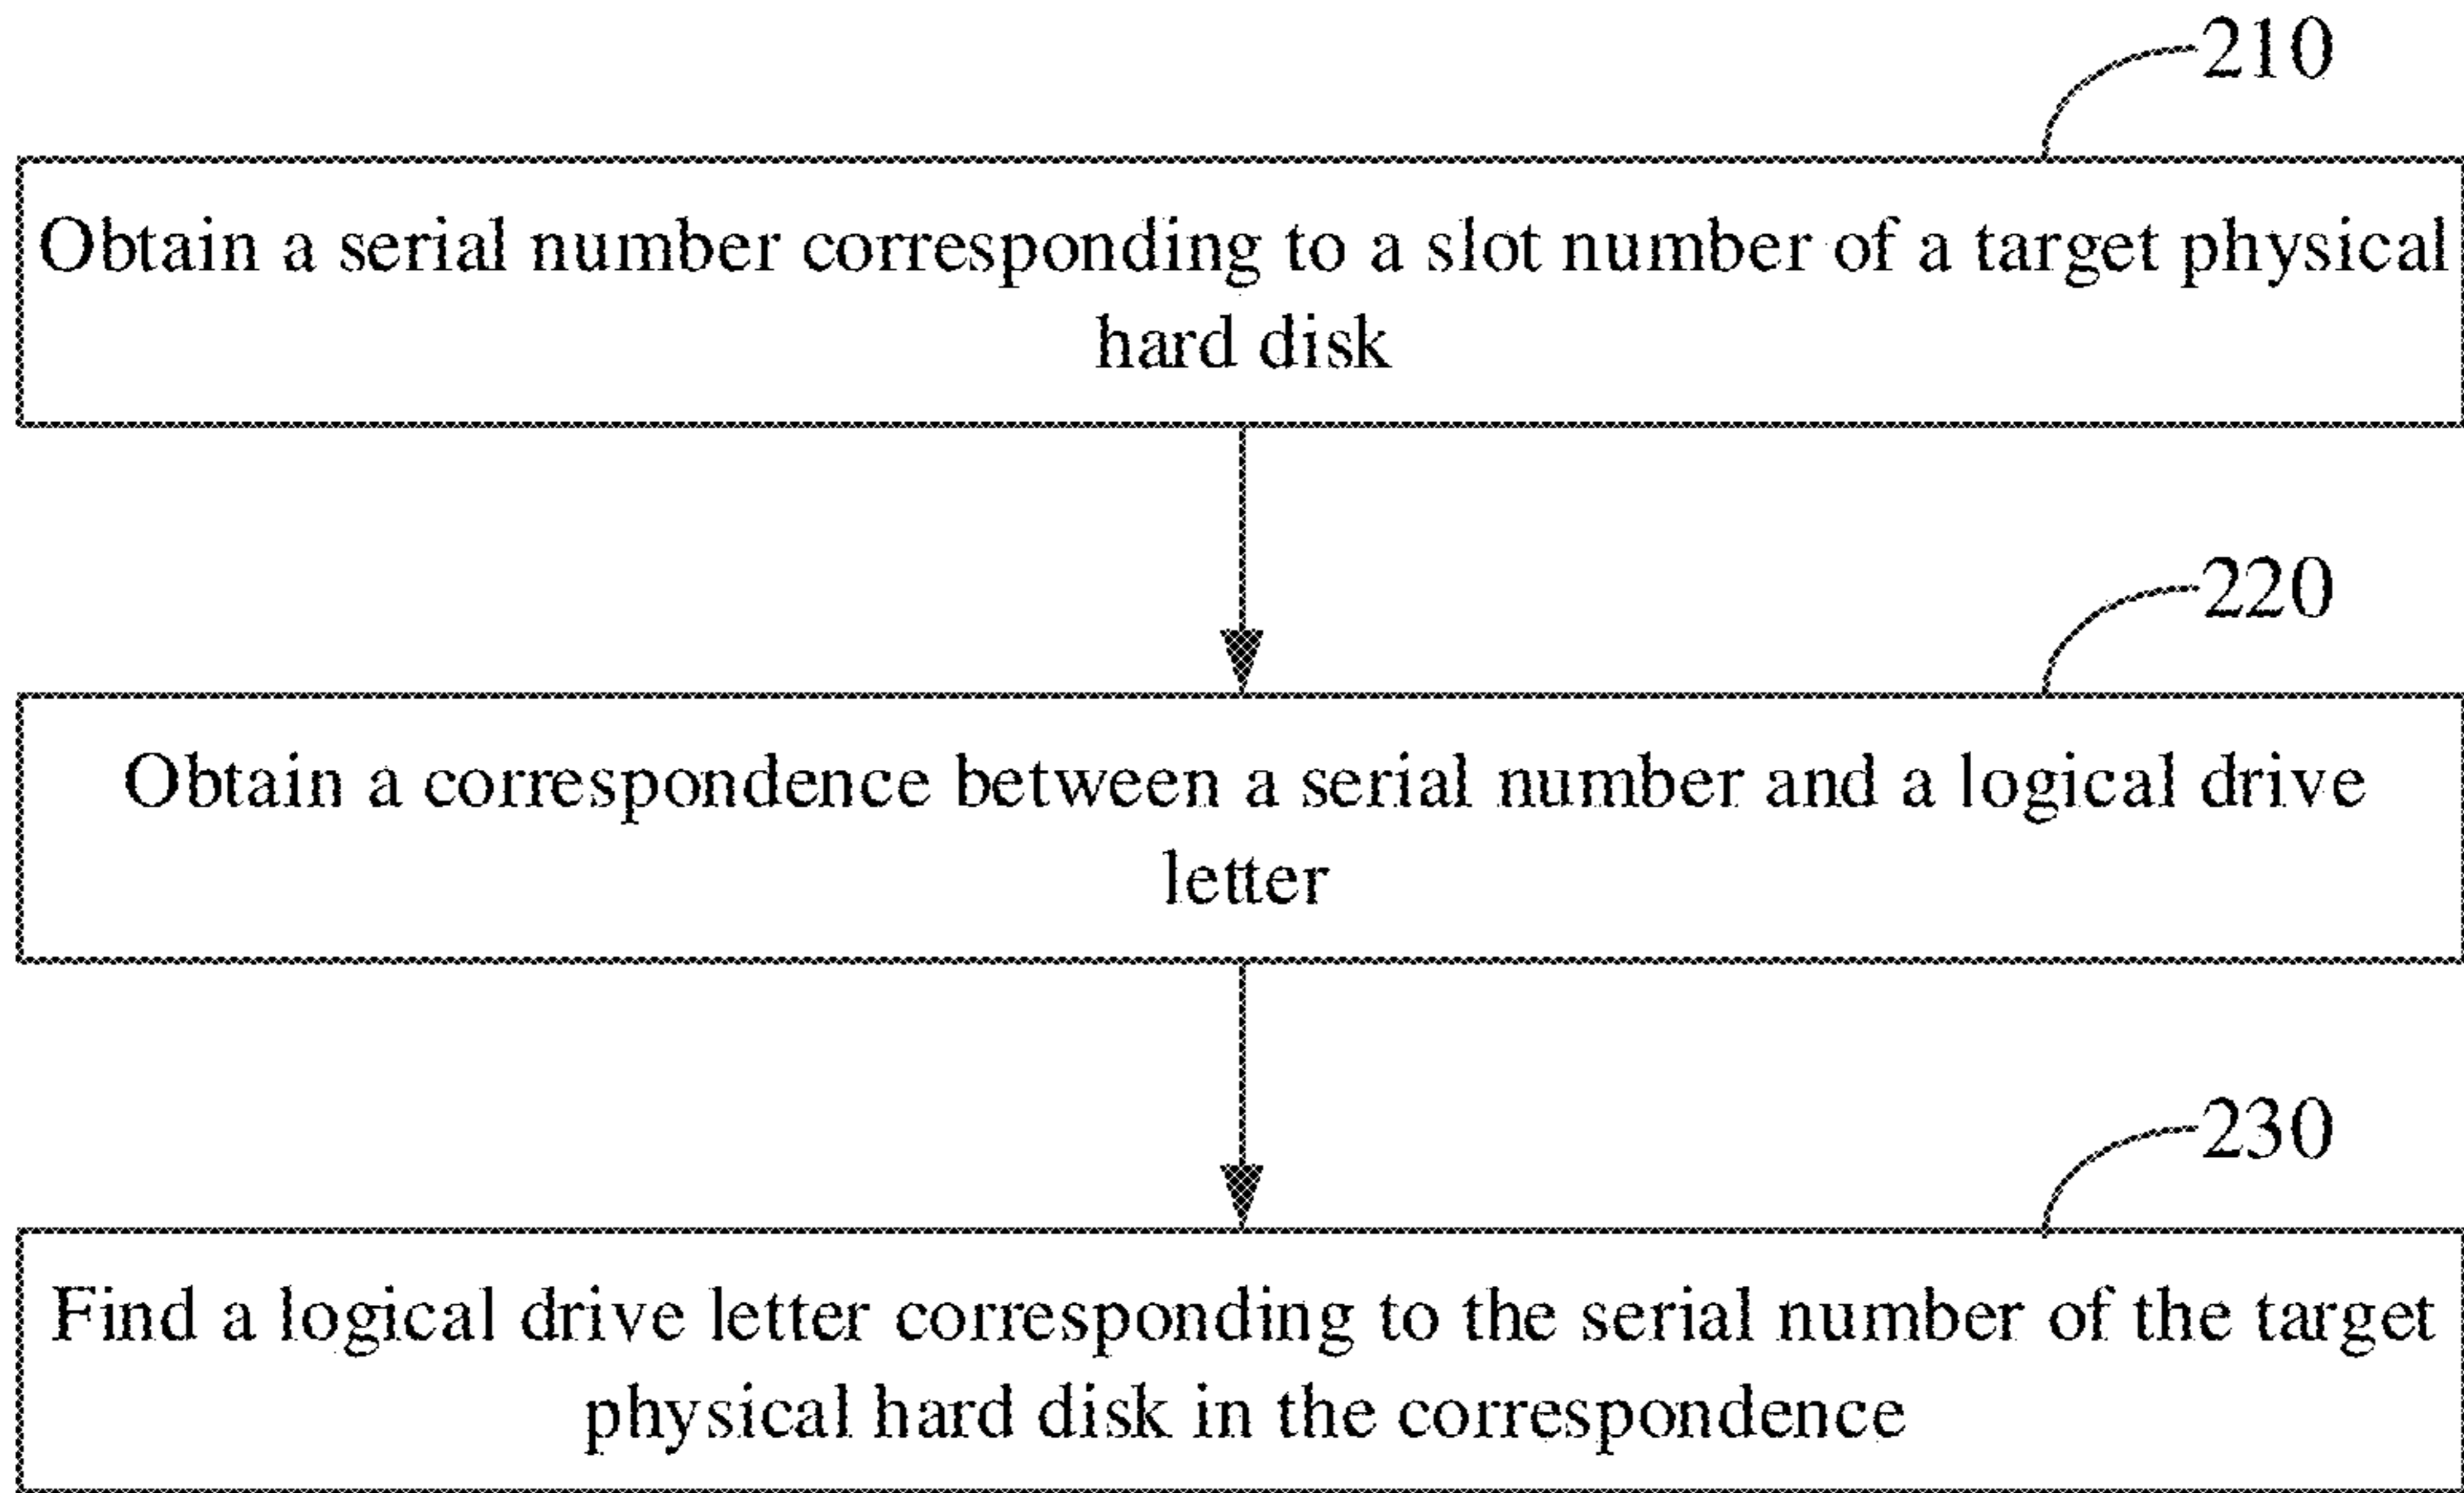 210
Obtain a serial number corresponding to a slot number of a target physical
hard disk
220
Obtain a correspondence between a serial number and a logical drive
letter
230
Find a logical drive letter corresponding to the serial number of the target
physical hard disk in the correspondence